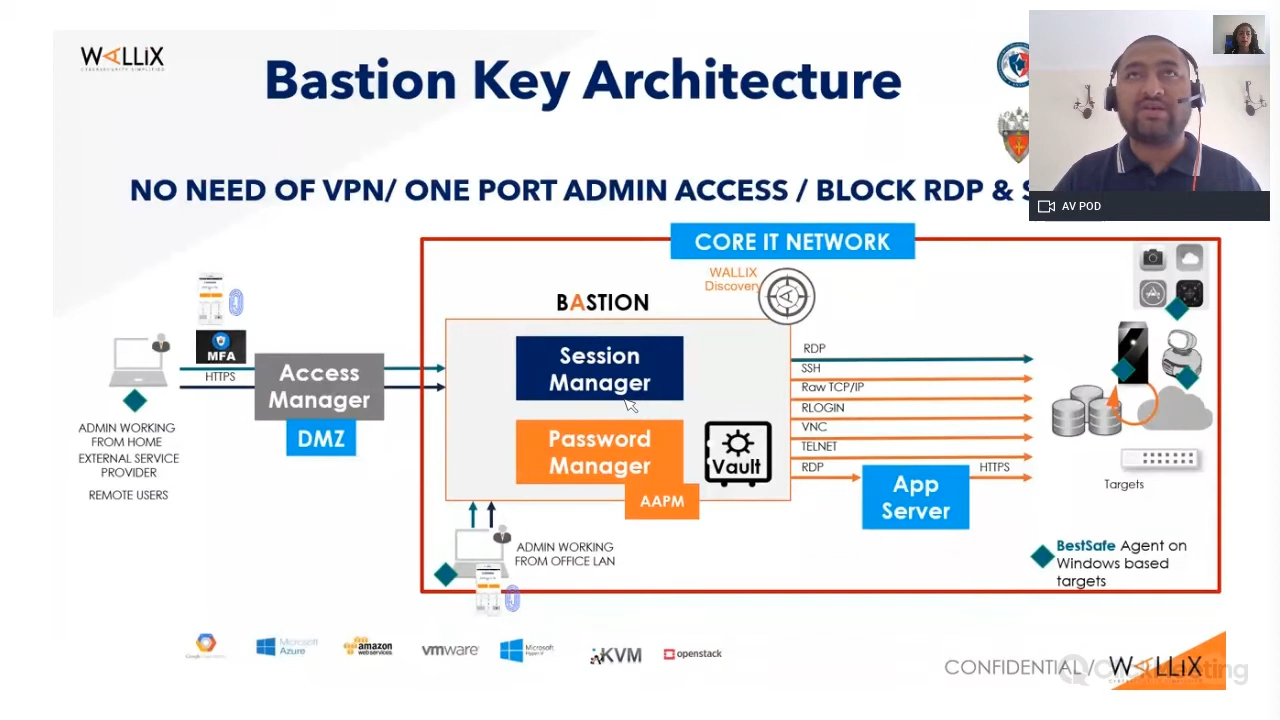 WALLIX
CYBERSECURITY SIMPLIFIED
Bastion Key Architecture
NO NEED OF VPN/ ONE PORT ADMIN ACCESS / BLOCK RDP & S
AV POD
CORE IT NETWORK
WALLIX
Discovery
BASTION
MFA
HTTPS
Access
Manager
DMZ
Session
Manager
Password
Manager
AAPM
Vault
RDP
SSH
Raw TCP/IP
RLOGIN
VNC
TELNET
RDP
App
Server
HTTPS
Targets
ADMIN WORKING
FROM HOME
EXTERNAL SERVICE
PROVIDER
REMOTE USERS
ADMIN WORKING
FROM OFFICE LAN
BestSafe Agent on
Windows based
targets
Microsoft
Azure
amazon
web services
vmware
Microsoft
KVM
openstack
CONFIDENTIAL /
WALLIX
ClickMeeting